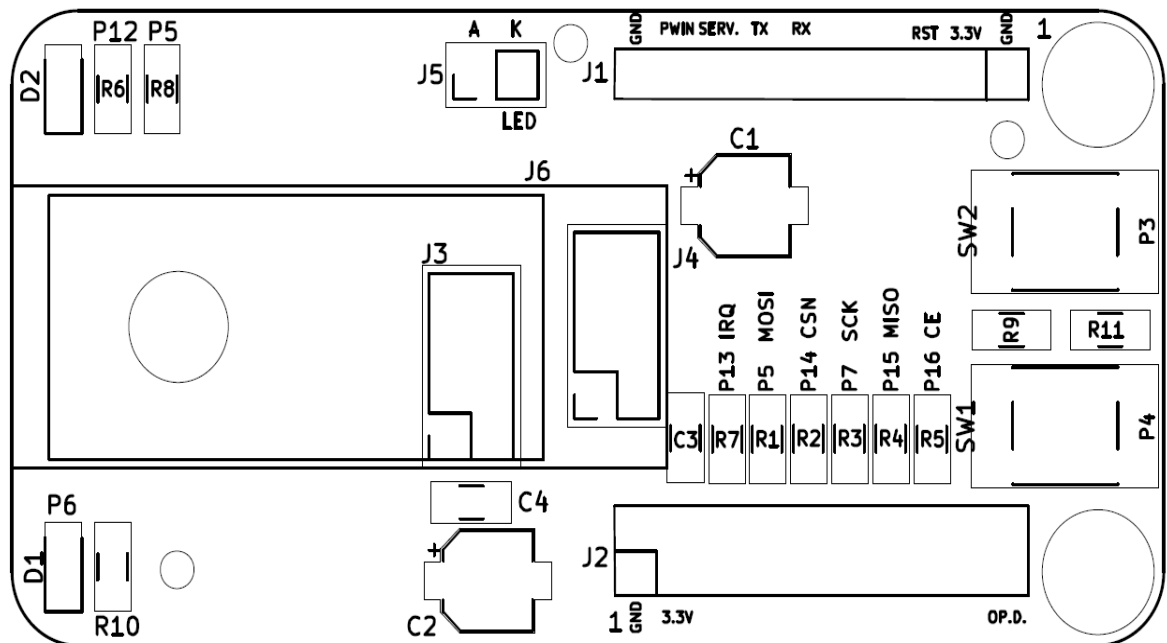 P12 P5
D2
R6
R8
A K
J5
LED
GND PWIN SERV. TX RX RST 3.3V GND 1
J1
C1
+
J6
J3
J4
SW2
P3
R9
R11
P13 IRQ
P5 MOSI
P14 CSN
P7 SCK
P15 MISO
P16 CE
C3
R7
R1
R2
R3
R4
R5
SW1
P4
P6
D1
R10
C4
+
C2
J2
1 GND 3.3V OP.D.